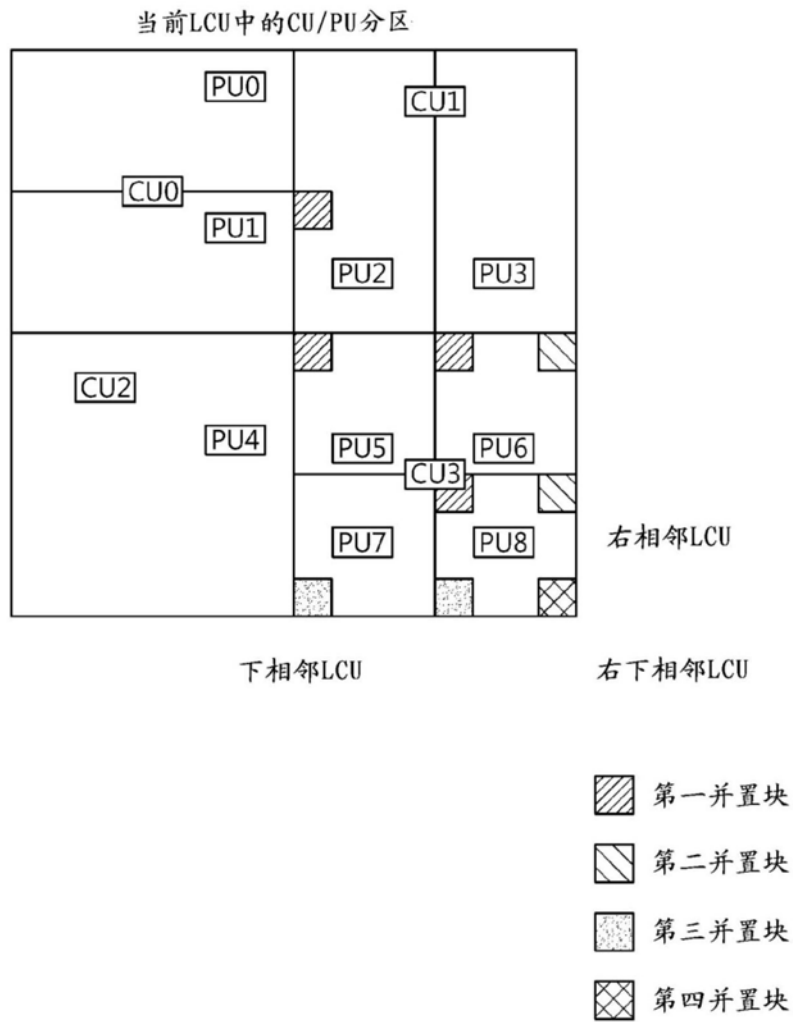 当前LCU中的CU/PU分区
PU0
CU1
CU0
PU1
PU2
PU3
CU2
PU4
PU5
PU6
CU3
PU7
PU8
右相邻LCU
下相邻LCU
右下相邻LCU
第一并置块
第二并置块
第三并置块
第四并置块